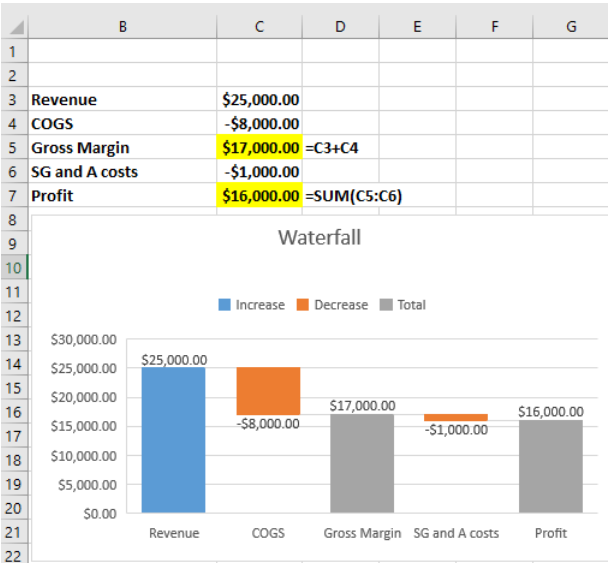 B C D E F G
1
2
3 Revenue $25,000.00
4 COGS -$8,000.00
5 Gross Margin $17,000.00 =C3+C4
6 SG and A costs -$1,000.00
7 Profit $16,000.00 =SUM(C5:C6)
8
9 Waterfall
10
11
12 Increase Decrease Total
13 $30,000.00
14 $25,000.00 $25,000.00
15 $20,000.00
16 $15,000.00 -$8,000.00 $17,000.00 -$1,000.00 $16,000.00
17
18 $10,000.00
19 $5,000.00
20 $0.00
21 Revenue COGS Gross Margin SG and A costs Profit
22